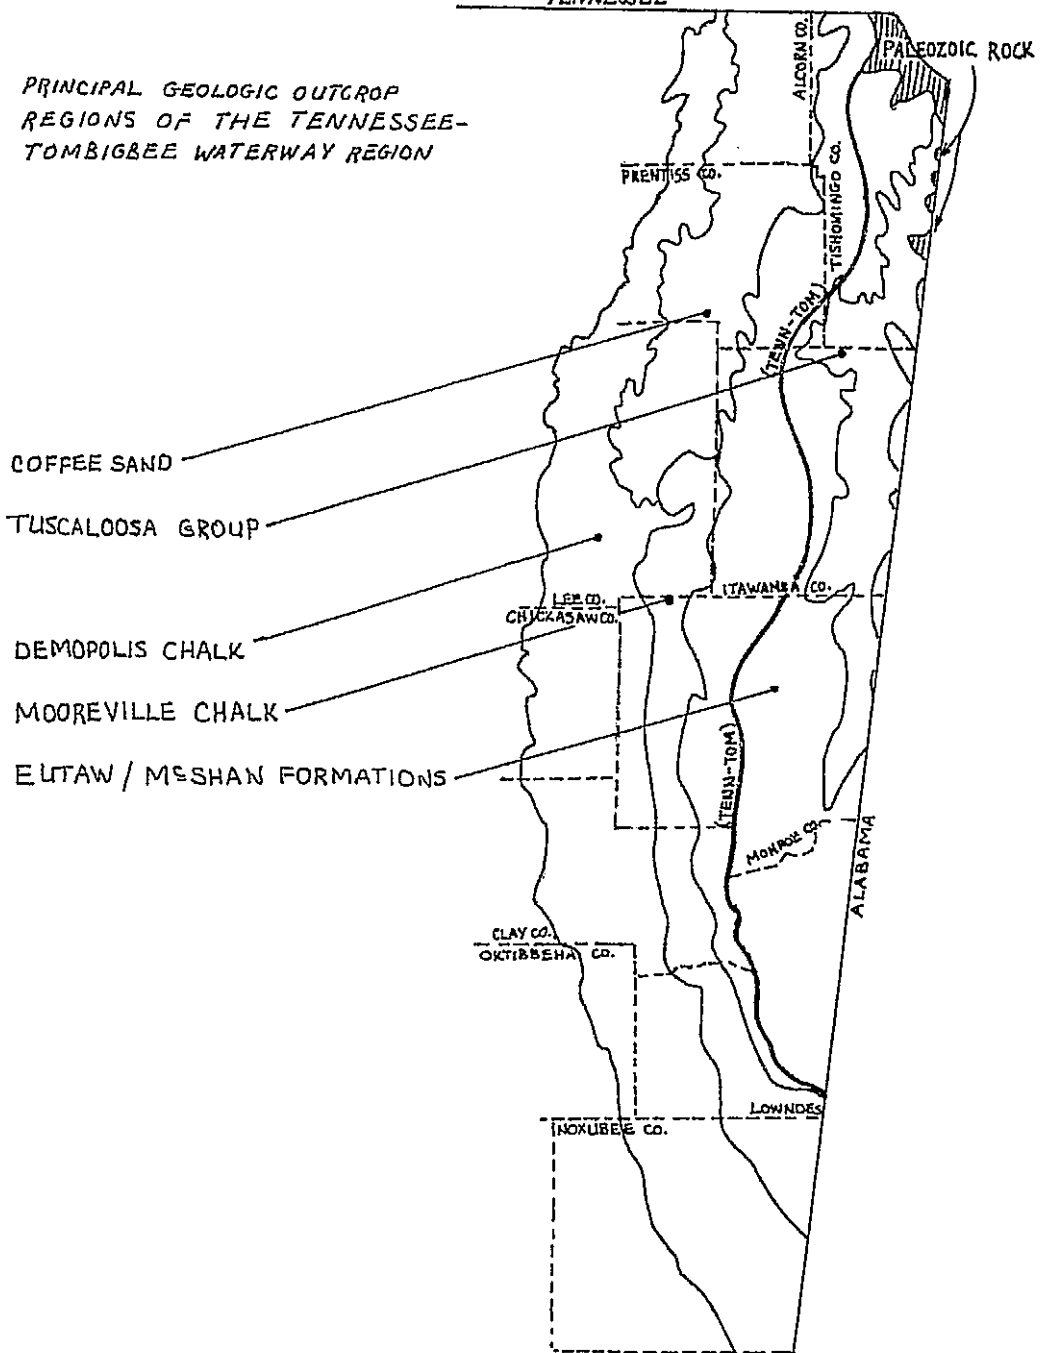 TENNESSEE
PRINCIPAL GEOLOGIC OUTCROP
REGIONS OF THE TENNESSEE-
TOMBIGBEE WATERWAY REGION
PALEOZOIC ROCK
ALCORN CO.
PRENTISS CO.
TISHOMINGO CO.
(TENN-TOM)
COFFEE SAND
TUSCALOOSA GROUP
DEMOPOLIS CHALK
MOOREVILLE CHALK
EUTAW / McSHAN FORMATIONS
LEE CO.
CHICKASAW CO.
ITAWAMBA CO.
(TENN-TOM)
MONROE CO.
ALABAMA
CLAY CO.
OKTIBBEHA CO.
LOWNDES
NOXUBEE CO.